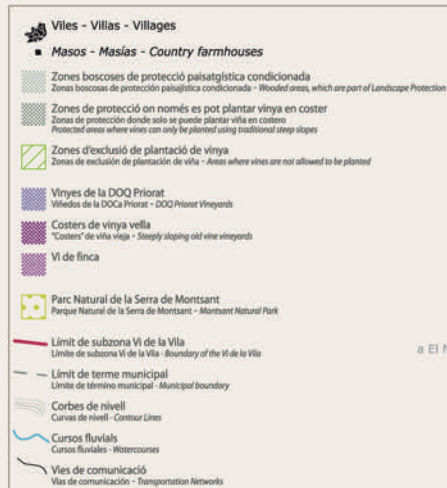 Viles - Villas - Villages
Masos - Masías - Country farmhouses
Zones boscoses de protecció paisatgística condicionada
Zonas boscosas de protección paisajística condicionada - Wooded areas, which are part of Landscape Protection
Zones de protecció on només es pot plantar vinya en coster
Zonas de protección donde solo se puede plantar viña en costero
Protected areas where vines can only be planted using traditional steep slopes
Zones d'exclusió de plantació de vinya
Zonas de exclusión de plantación de viña - Areas where vines are not allowed to be planted
Vinyes de la DOQ Priorat
Viñedos de la DOCa Priorat - DOQ Priorat Vineyards
Costers de vinya vella
"Costers" de viña vieja - Steeply sloping old vine vineyards
Vi de finca
Parc Natural de la Serra de Montsant
Parque Natural de la Serra de Montsant - Montsant Natural Park
Límit de subzona Vi de la Vila
Límite de subzona Vi de la Vila - Boundary of the Vi de la Vila
a El
Límit de terme municipal
Límite de término municipal - Municipal boundary
Corbes de nivell
Curvas de nivell - Contour Lines
Cursos fluvials
Cursos fluviales - Watercourses
Vies de comunicació
Vías de comunicación - Transportation Networks